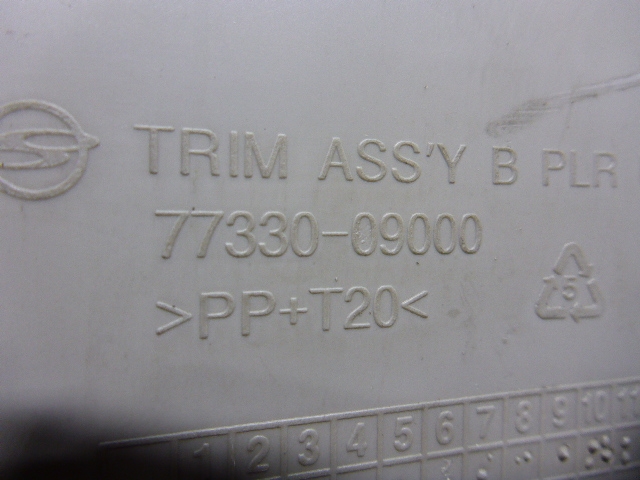 TRIM ASS'Y B PLR
77330-09000
>PP+T20<
5
1 2 3 4 5 6 7 8 9 10 11